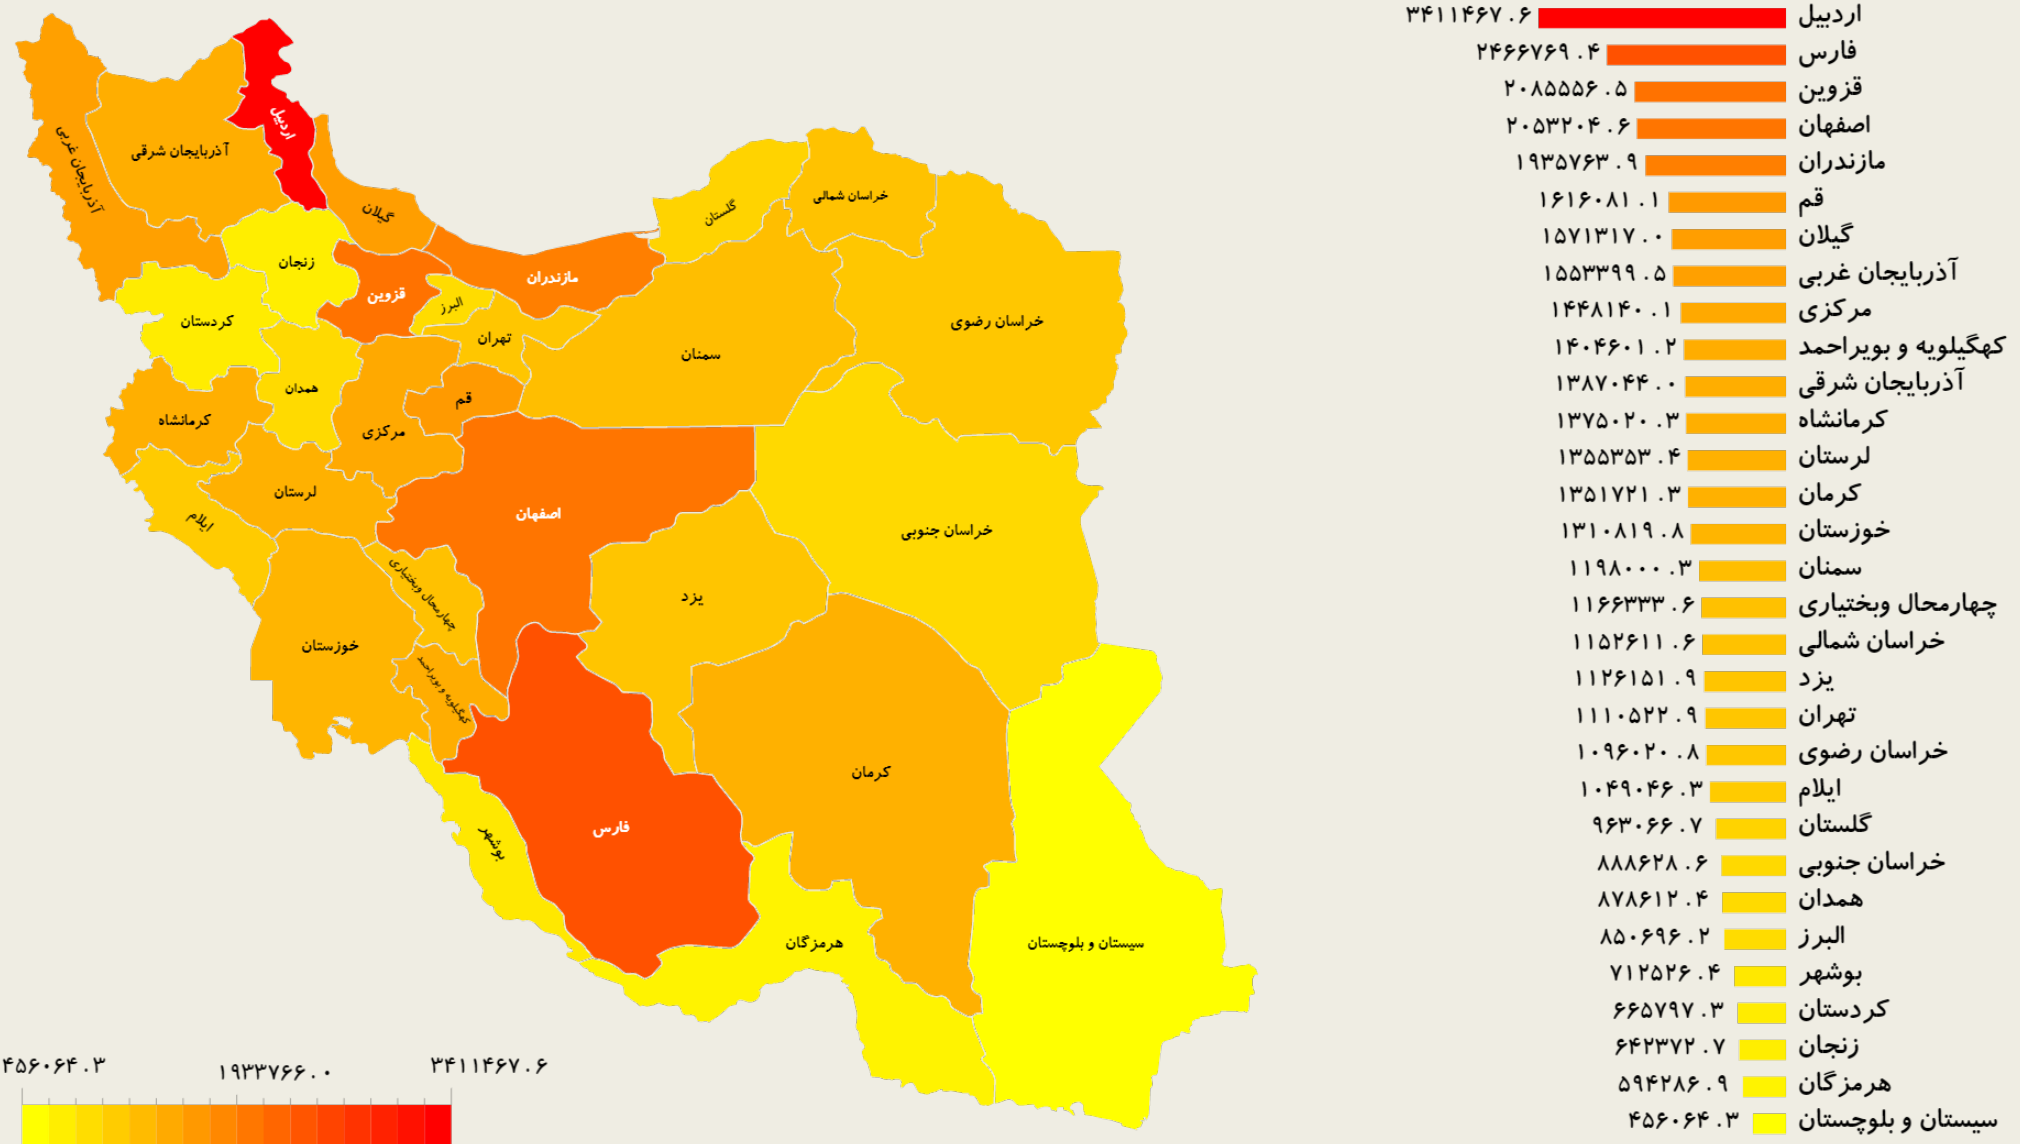 اردبیل ۳۴۱۱۴۶۷.۶
فارس ۲۴۶۶۷۶۹.۴
قزوین ۲۰۸۵۵۵۶.۵
اصفهان ۲۰۵۳۲۰۴.۶
مازندران ۱۹۳۵۷۶۳.۹
قم ۱۶۱۶۰۸۱.۱
گیلان ۱۵۷۱۳۱۷.۰
آذربایجان غربی ۱۵۵۳۳۹۹.۵
مرکزی ۱۴۴۸۱۴۰.۱
کهگیلویه و بویراحمد ۱۴۰۴۶۰۱.۲
آذربایجان شرقی ۱۳۸۷۰۴۴.۰
کرمانشاه ۱۳۷۵۰۲۰.۳
لرستان ۱۳۵۵۳۵۳.۴
کرمان ۱۳۵۱۷۲۱.۳
خوزستان ۱۳۱۰۸۱۹.۸
سمنان ۱۱۹۸۰۰۰.۳
چهارمحال وبختیاری ۱۱۶۶۳۳۳.۶
خراسان شمالی ۱۱۵۲۶۱۱.۶
یزد ۱۱۲۶۱۵۱.۹
تهران ۱۱۱۰۵۲۲.۹
خراسان رضوی ۱۰۹۶۰۲۰.۸
ایلام ۱۰۴۹۰۴۶.۳
گلستان ۹۶۳۰۶۶.۷
خراسان جنوبی ۸۸۸۶۲۸.۶
همدان ۸۷۸۶۱۲.۴
البرز ۸۵۰۶۹۶.۲
بوشهر ۷۱۲۵۲۶.۴
کردستان ۶۶۵۷۹۷.۳
زنجان ۶۴۲۳۷۲.۷
هرمزگان ۵۹۴۲۸۶.۹
سیستان و بلوچستان ۴۵۶۰۶۴.۳
اردبیل
آذربایجان شرقی
آذربایجان غربی
خراسان شمالی
گلستان
گیلان
زنجان
مازندران
قزوین
البرز
کردستان
خراسان رضوی
تهران
سمنان
همدان
قم
کرمانشاه
مرکزی
لرستان
اصفهان
ایلام
خراسان جنوبی
چهارمحال وبختیاری
یزد
خوزستان
کهگیلویه و بویراحمد
کرمان
فارس
بوشهر
هرمزگان
سیستان و بلوچستان
۴۵۶۰۶۴.۳
۱۹۳۳۷۶۶.۰
۳۴۱۱۴۶۷.۶